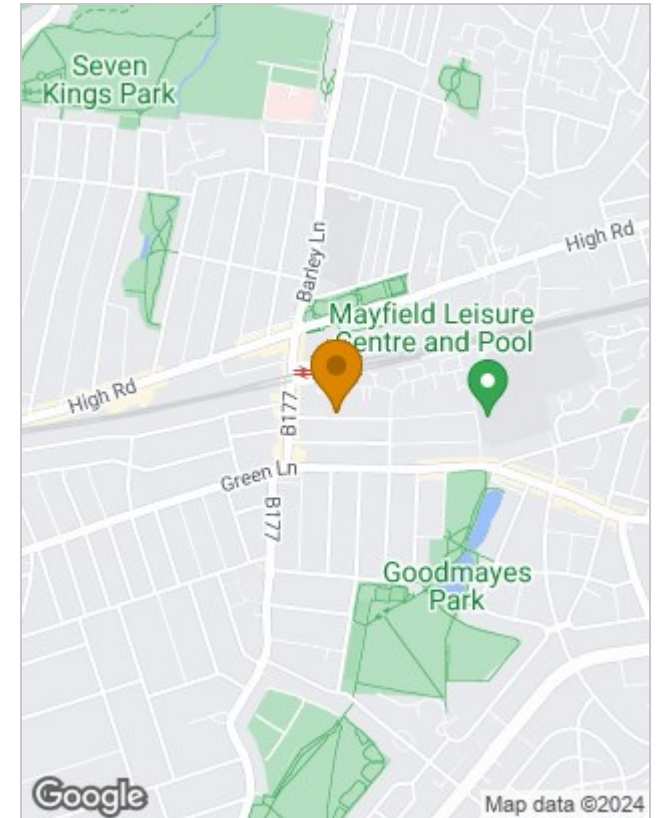 Seven
Kings Park
Barley Ln
High Rd
Mayfield Leisure
Centre and Pool
High Rd
B177
Green Ln
B177
Goodmayes
Park
Google
Map data ©2024